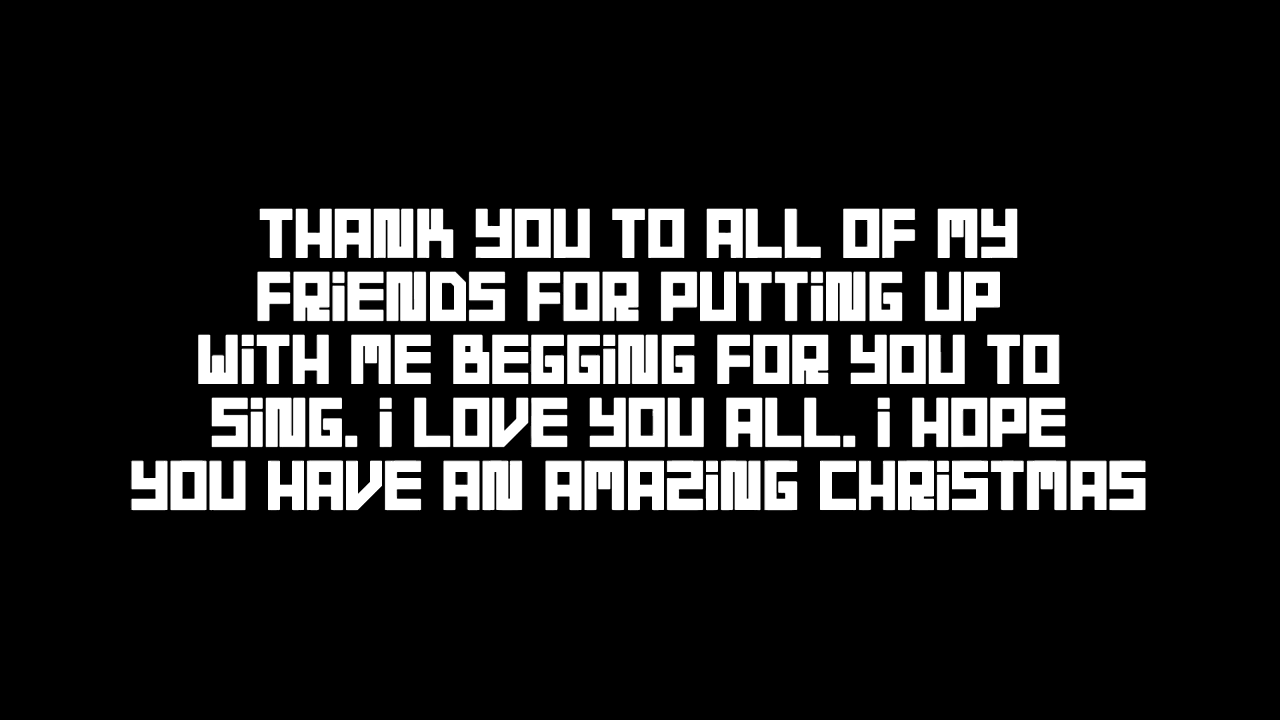 THANK YOU TO ALL OF MY
FRiENDS FOR PUTTiNG UP
WiTH ME BEGGiNG FOR YOU TO
SiNG. i LOVE YOU ALL. i HOPE
YOU HAVE AN AMAZiNG CHRiSTMAS